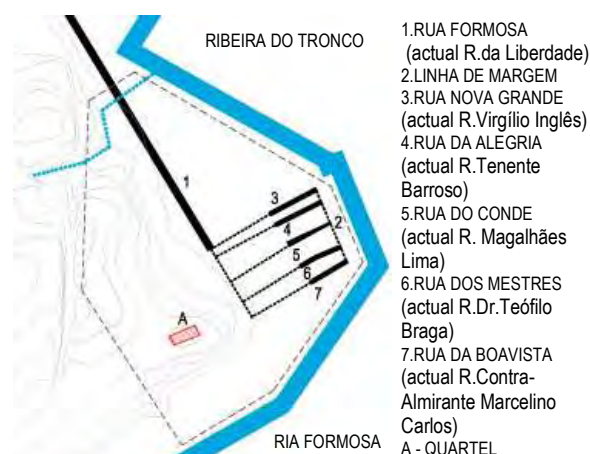 RIBEIRA DO TRONCO
1
3
2
4
5
6
7
A
RIA FORMOSA
1.RUA FORMOSA
(actual R.da Liberdade)
2.LINHA DE MARGEM
3.RUA NOVA GRANDE
(actual R.Virgílio Inglês)
4.RUA DA ALEGRIA
(actual R.Tenente
Barroso)
5.RUA DO CONDE
(actual R. Magalhães
Lima)
6.RUA DOS MESTRES
(actual R.Dr.Teófilo
Braga)
7.RUA DA BOAVISTA
(actual R.Contra-
Almirante Marcelino
Carlos)
A - QUARTEL